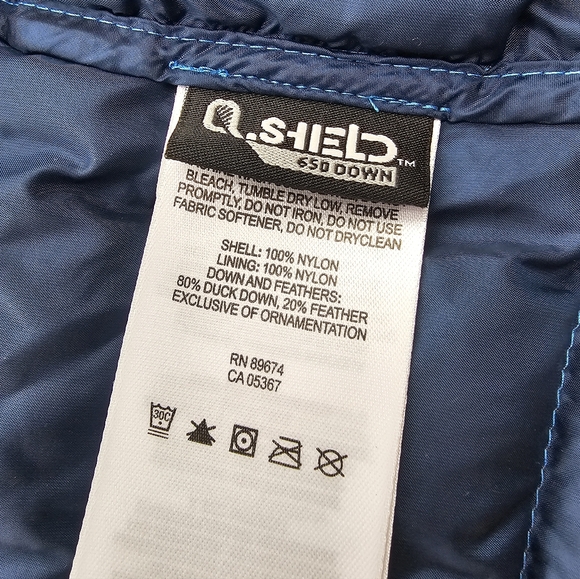 Q.SHIELD™
650 DOWN
BLEACH, TUMBLE DRY LOW, REMOVE
PROMPTLY, DO NOT IRON, DO NOT USE
FABRIC SOFTENER, DO NOT DRYCLEAN
SHELL: 100% NYLON
LINING: 100% NYLON
DOWN AND FEATHERS:
80% DUCK DOWN, 20% FEATHER
EXCLUSIVE OF ORNAMENTATION
RN 89674
CA 05367
30C